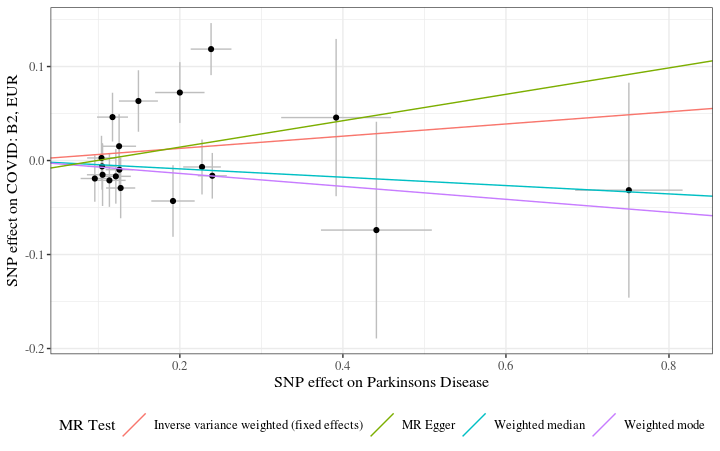 SNP effect on COVID: B2, EUR
0.1
0.0
-0.1
-0.2
0.2
0.4
0.6
0.8
SNP effect on Parkinsons Disease
MR Test
Inverse variance weighted (fixed effects)
MR Egger
Weighted median
Weighted mode